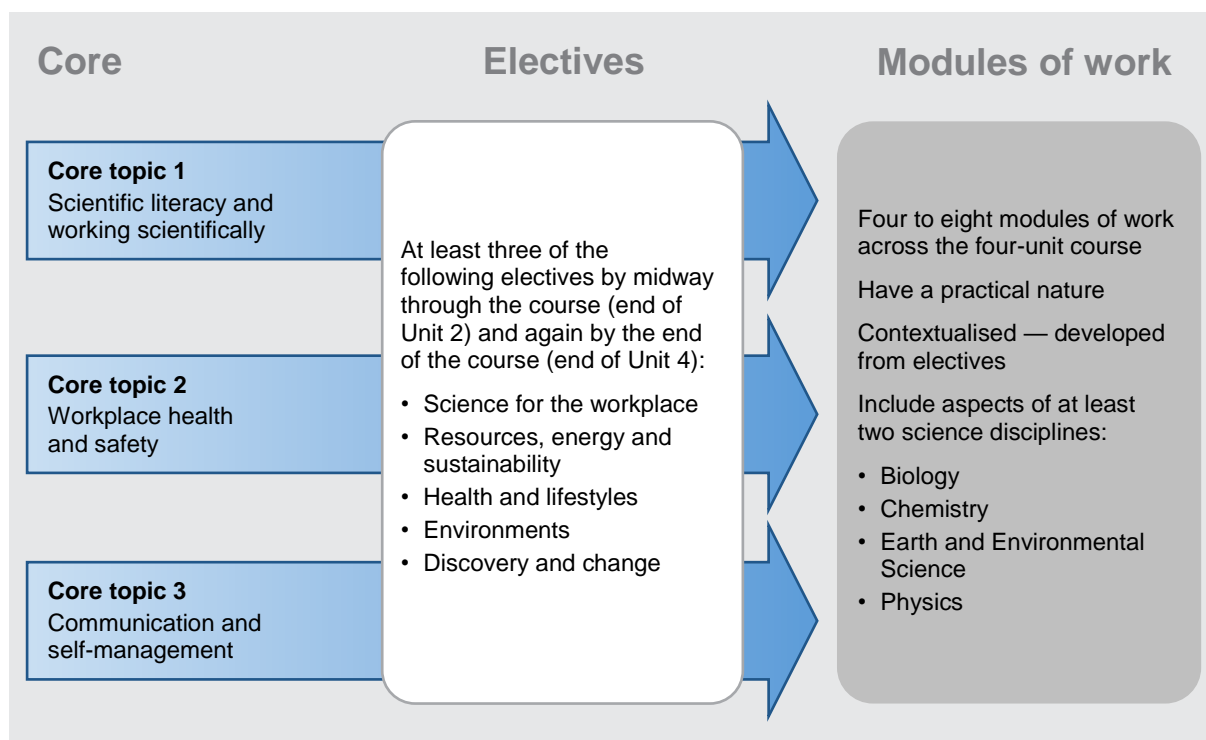 Core
Electives
Modules of work
Core topic 1
Scientific literacy and
working scientifically
Core topic 2
Workplace health
and safety
Core topic 3
Communication and
self-management
At least three of the
following electives by midway
through the course (end of
Unit 2) and again by the end
of the course (end of Unit 4):
• Science for the workplace
• Resources, energy and
sustainability
• Health and lifestyles
• Environments
• Discovery and change
Four to eight modules of work
across the four-unit course
Have a practical nature
Contextualised — developed
from electives
Include aspects of at least
two science disciplines:
• Biology
• Chemistry
• Earth and Environmental
Science
• Physics